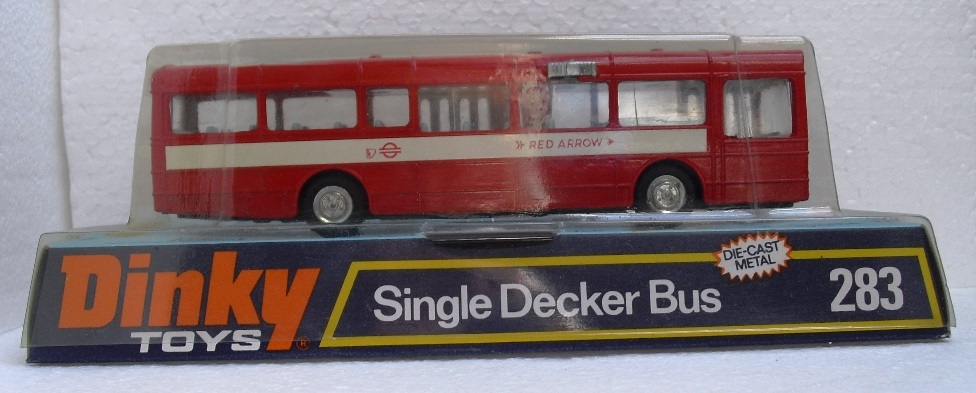 RED ARROW
Dinky
TOYS
®
Single Decker Bus
DIE-CAST
METAL
283